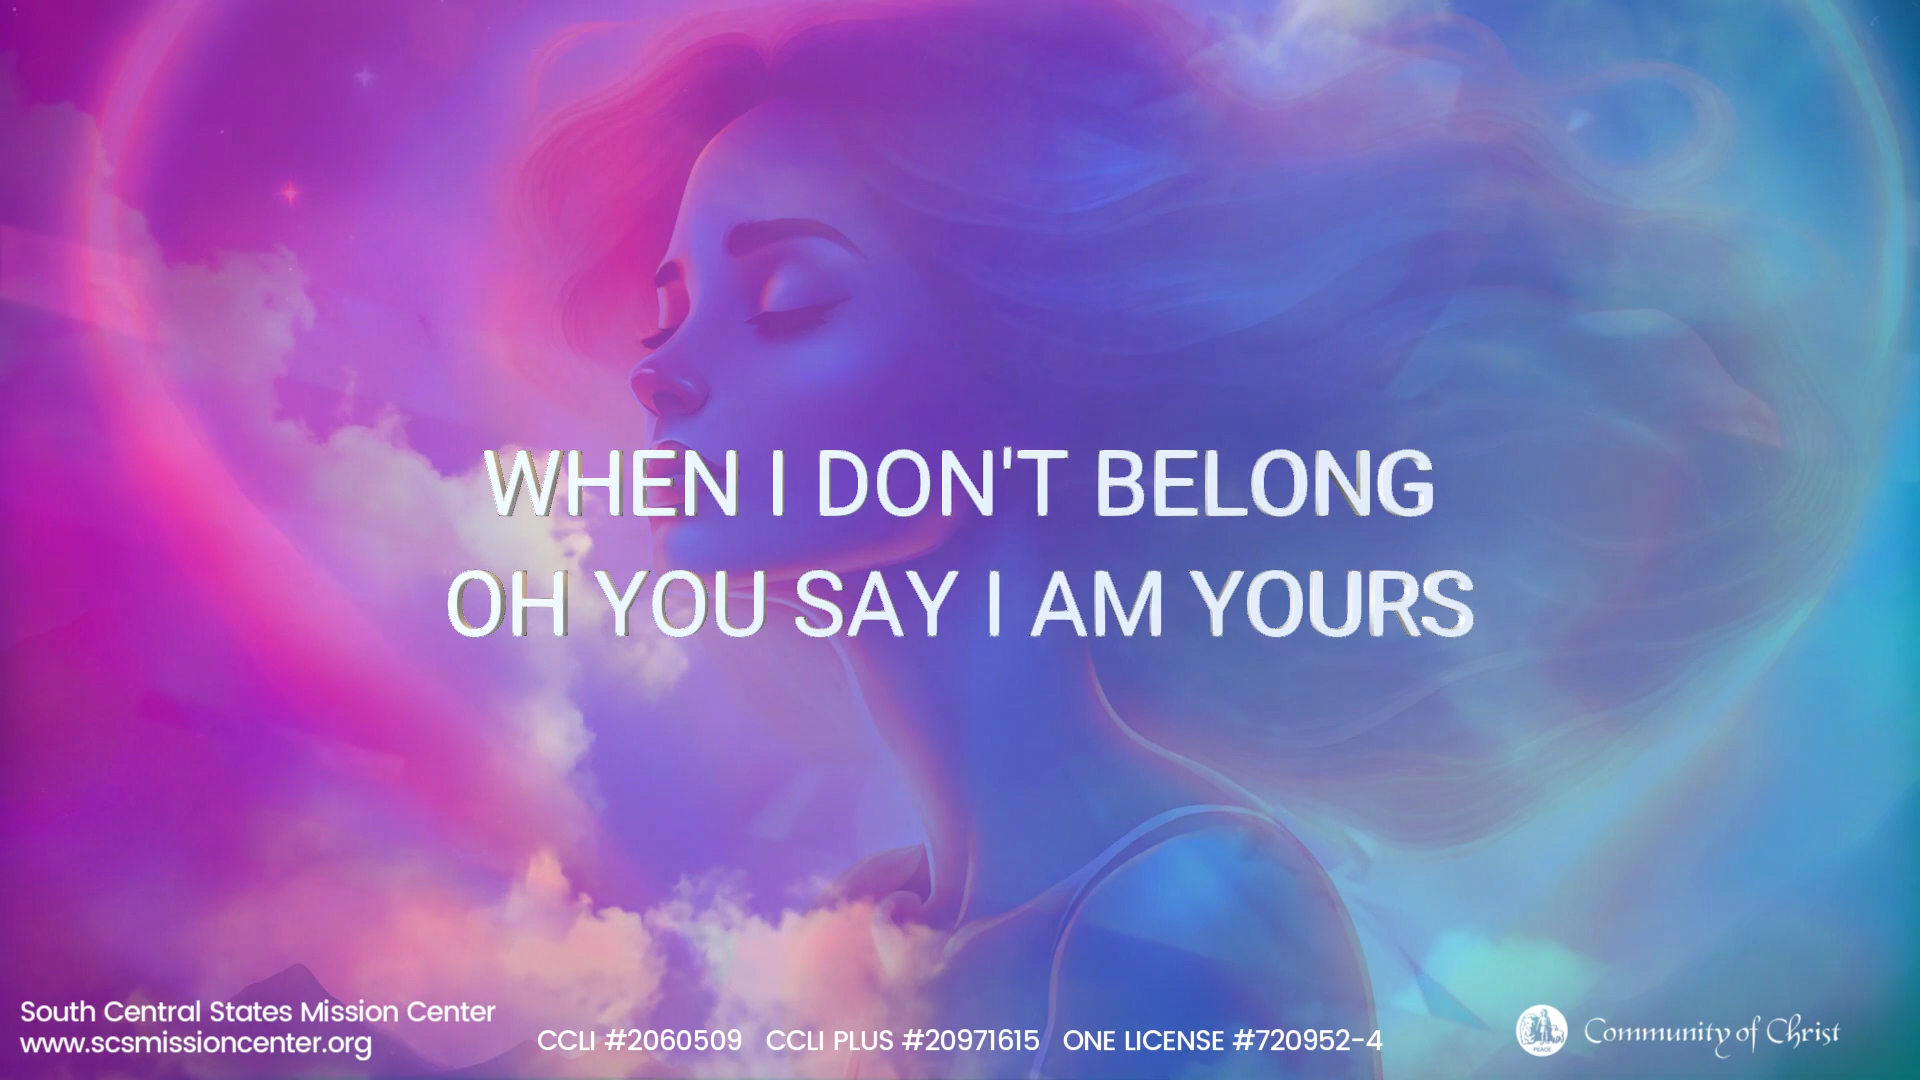 WHEN I DON'T BELONG
OH YOU SAY I AM YOURS
South Central States Mission Center
www.scsmissioncenter.org
CCLI #2060509 CCLI PLUS #20971615 ONE LICENSE #720952-4
PEACE
Community of Christ